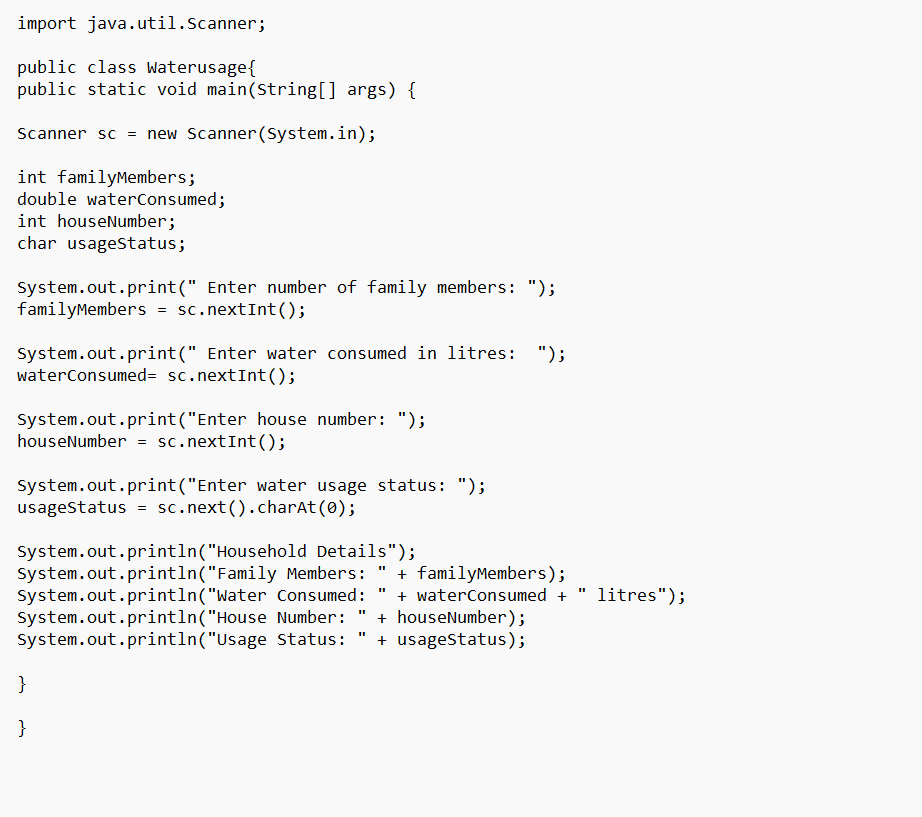 import java.util.Scanner;
public class Waterusage{
public static void main(String[] args) {
Scanner sc = new Scanner(System.in);
int familyMembers;
double waterConsumed;
int houseNumber;
char usageStatus;
System.out.print(" Enter number of family members: ");
familyMembers = sc.nextInt();
System.out.print(" Enter water consumed in litres:  ");
waterConsumed= sc.nextInt();
System.out.print("Enter house number: ");
houseNumber = sc.nextInt();
System.out.print("Enter water usage status: ");
usageStatus = sc.next().charAt(0);
System.out.println("Household Details");
System.out.println("Family Members: " + familyMembers);
System.out.println("Water Consumed: " + waterConsumed + " litres");
System.out.println("House Number: " + houseNumber);
System.out.println("Usage Status: " + usageStatus);
}
}